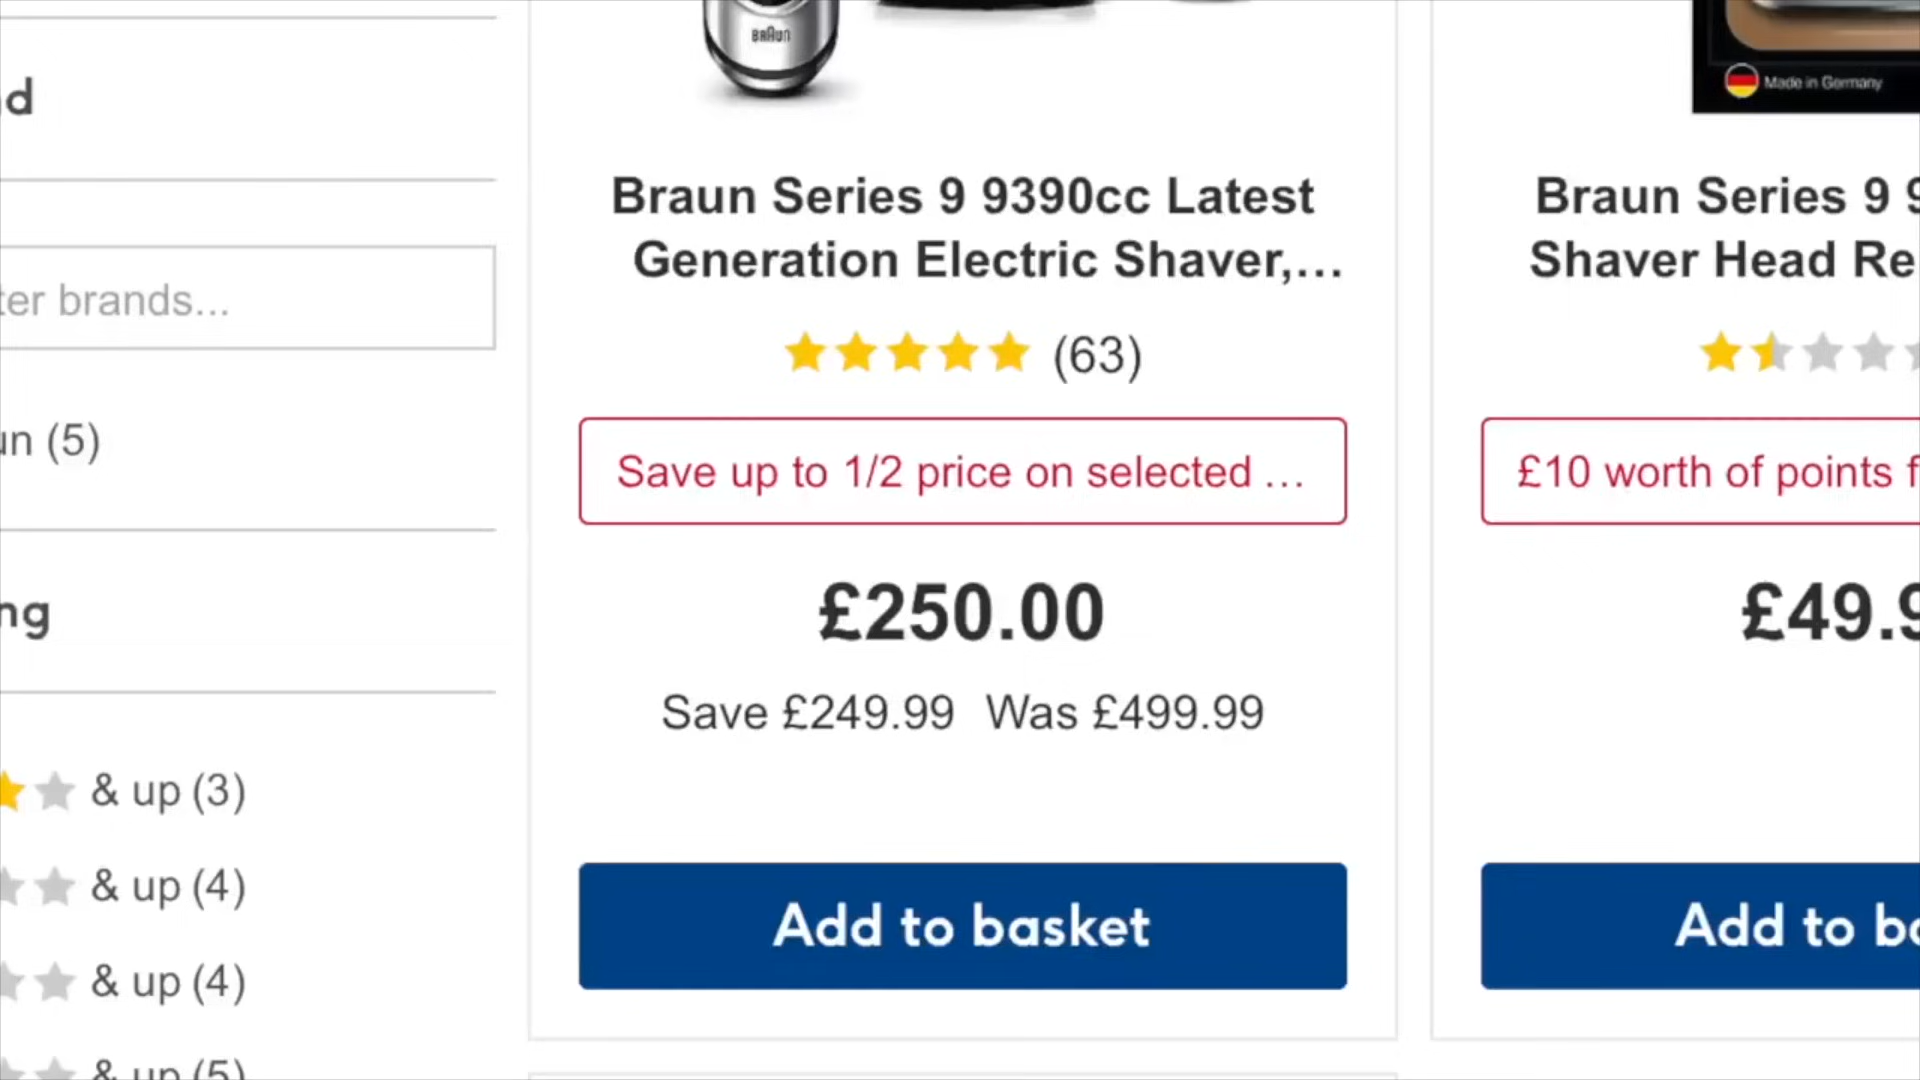 BRAUN
Made in Germany
d
Braun Series 9 9390cc Latest
Generation Electric Shaver,...
(63)
Save up to 1/2 price on selected ...
£250.00
Save £249.99 Was £499.99
Add to basket
Braun Series 9 9
Shaver Head Re
£10 worth of points f
£49.9
Add to ba
ter brands...
un (5)
ng
& up (3)
& up (4)
& up (4)
& up (5)